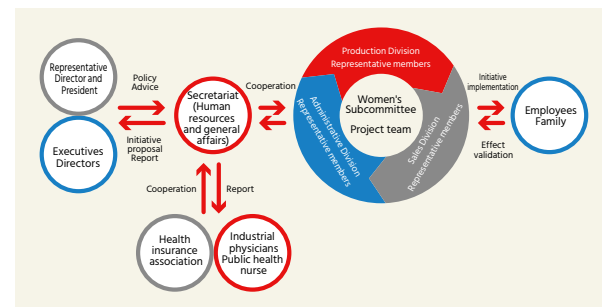 Representative
Director and
President
Executives
Directors
Policy
Advice
Initiative
proposal
Report
Secretariat
(Human
resources
and general
affairs)
Cooperation
Report
Health
insurance
association
Industrial
physicians
Public health
nurse
Cooperation
Production Division
Representative members
Administrative Division
Representative members
Sales Division
Representative members
Women's
Subcommittee
Project team
Initiative
implementation
Effect
validation
Employees
Family